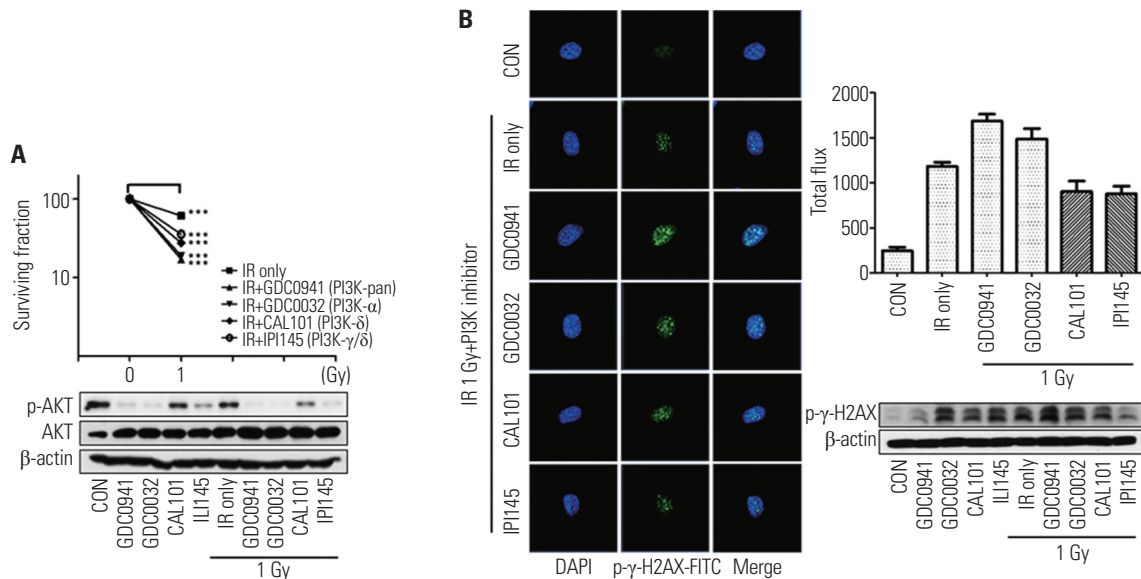 A
Surviving fraction
100
10
***
***
***
***
***
IR only
IR+GDC0941 (PI3K-pan)
IR+GDC0032 (PI3K-α)
IR+CAL101 (PI3K-δ)
IR+IPI145 (PI3K-γ/δ)
0 1 (Gy)
p-AKT
AKT
β-actin
CON GDC0941 GDC0032 CAL101 ILI145 IR only GDC0941 GDC0032 CAL101 IPI145
1 Gy
B
CON
IR only
GDC0941
GDC0032
CAL101
IPI145
IR 1 Gy+PI3K inhibitor
DAPI p-γ-H2AX-FITC Merge
Total flux
2000
1500
1000
500
0
CON IR only GDC0941 GDC0032 CAL101 IPI145
1 Gy
p-γ-H2AX
β-actin
CON GDC0941 GDC0032 CAL101 ILI145 IR only GDC0941 GDC0032 CAL101 IPI145
1 Gy